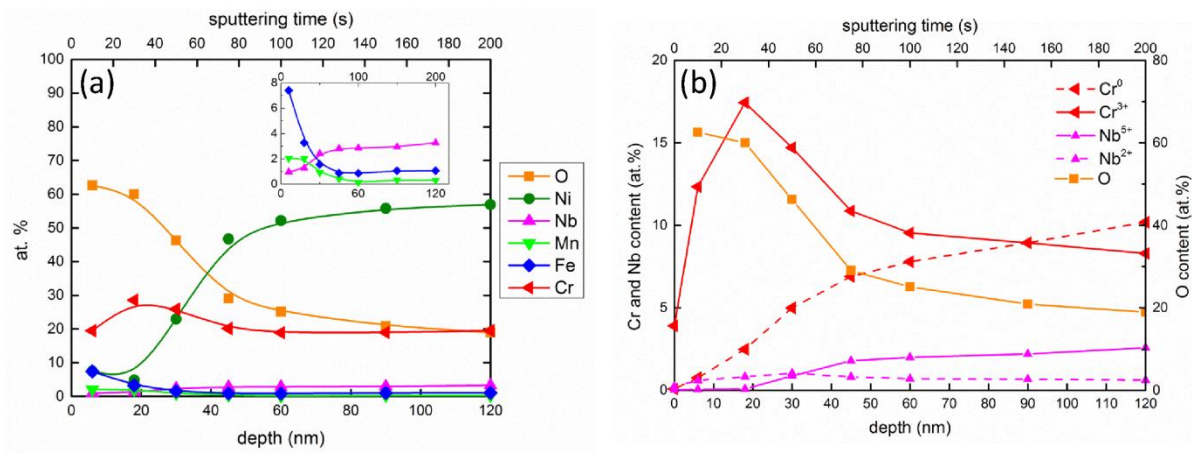 sputtering time (s)
0 20 40 60 80 100 120 140 160 180 200
(a)
100
90
80
70
60
50
40
30
20
10
0
at. %
0 20 40 60 80 100 120
depth (nm)
0 100 200
8
7
6
5
4
3
2
1
0
0 60 120
O
Ni
Nb
Mn
Fe
Cr
sputtering time (s)
0 20 40 60 80 100 120 140 160 180 200
(b)
20
15
10
5
0
Cr and Nb content (at.%)
Cr⁰
Cr³⁺
Nb⁵⁺
Nb²⁺
O
80
60
40
20
0
O content (at.%)
0 10 20 30 40 50 60 70 80 90 100 110 120
depth (nm)